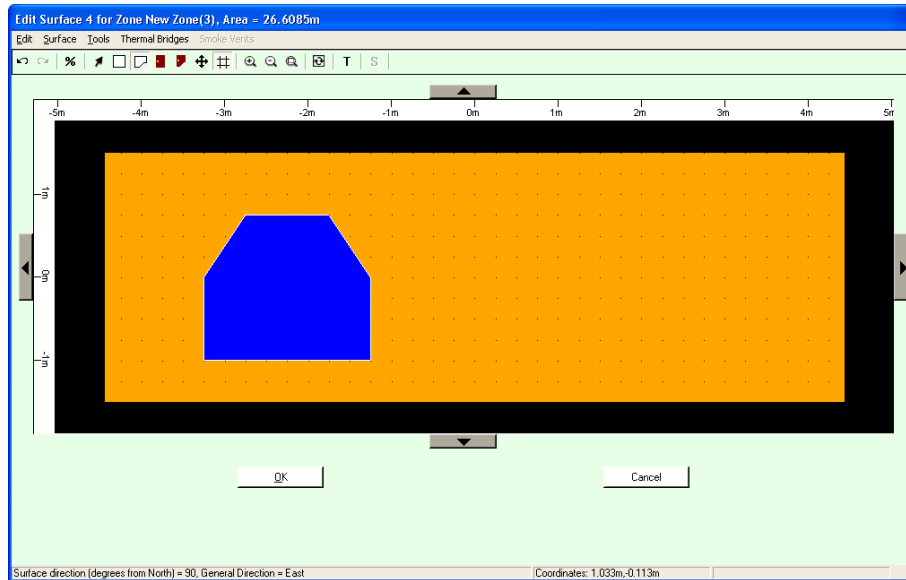 Edit Surface 4 for Zone New Zone(3), Area = 26.6085m
Edit Surface Tools Thermal Bridges Smoke Vents
% T S
-5m -4m -3m -2m -1m 0m 1m 2m 3m 4m 5m
1m
0m
-1m
OK Cancel
Surface direction (degrees from North) = 90, General Direction = East Coordinates: 1.033m,-0.113m